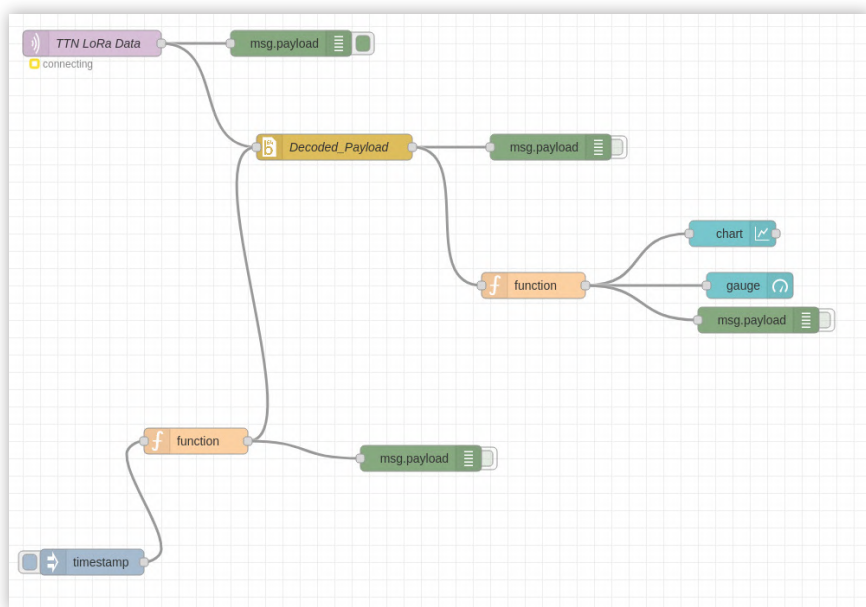 TTN LoRa Data
msg.payload
connecting
Decoded_Payload
msg.payload
chart
function
gauge
msg.payload
function
msg.payload
timestamp